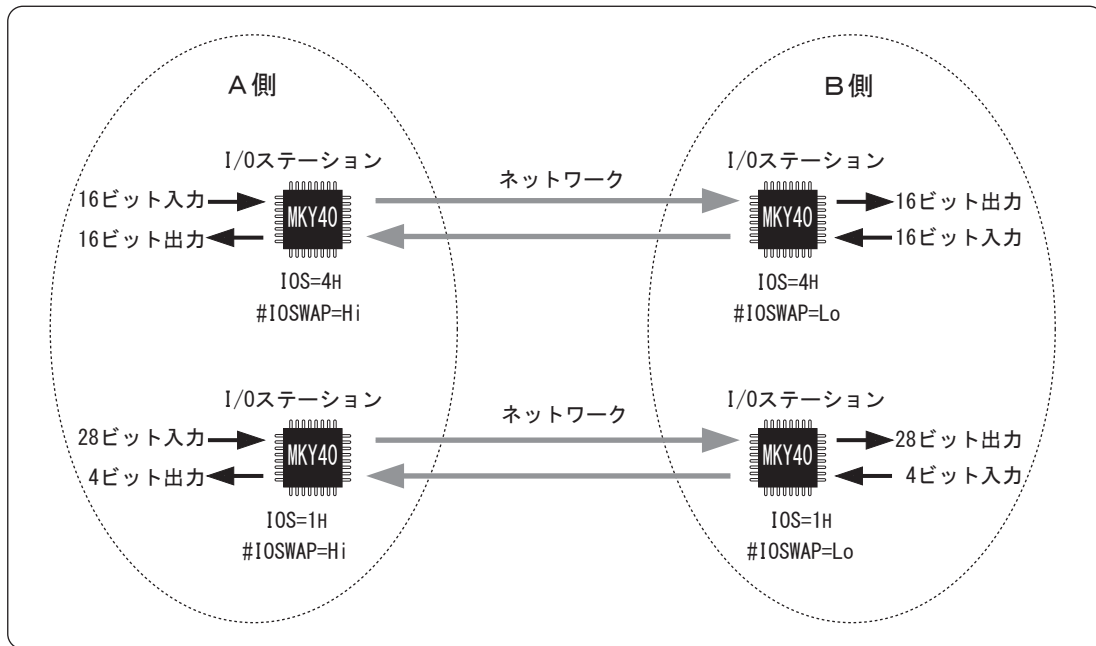 A側
B側
I/Oステーション
I/Oステーション
ネットワーク
16ビット入力
16ビット出力
MKY40
MKY40
16ビット出力
16ビット入力
IOS=4H
#IOSWAP=Hi
IOS=4H
#IOSWAP=Lo
I/Oステーション
I/Oステーション
ネットワーク
28ビット入力
4ビット出力
MKY40
MKY40
28ビット出力
4ビット入力
IOS=1H
#IOSWAP=Hi
IOS=1H
#IOSWAP=Lo